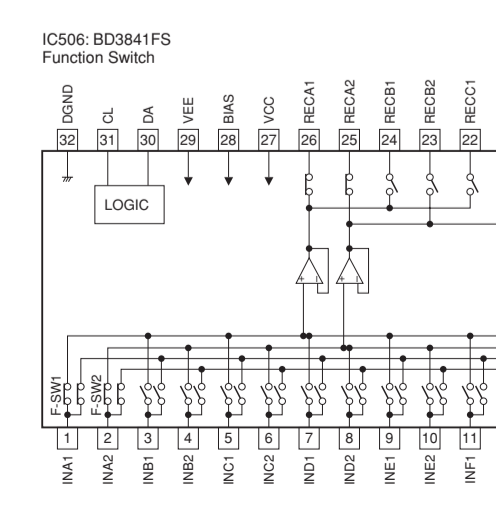 IC506: BD3841FS
Function Switch
DGND CL DA VEE BIAS VCC RECA1 RECA2 RECB1 RECB2 RECC1
32 31 30 29 28 27 26 25 24 23 22
LOGIC
+ − + −
F-SW1 F-SW2
1 2 3 4 5 6 7 8 9 10 11
INA1 INA2 INB1 INB2 INC1 INC2 IND1 IND2 INE1 INE2 INF1